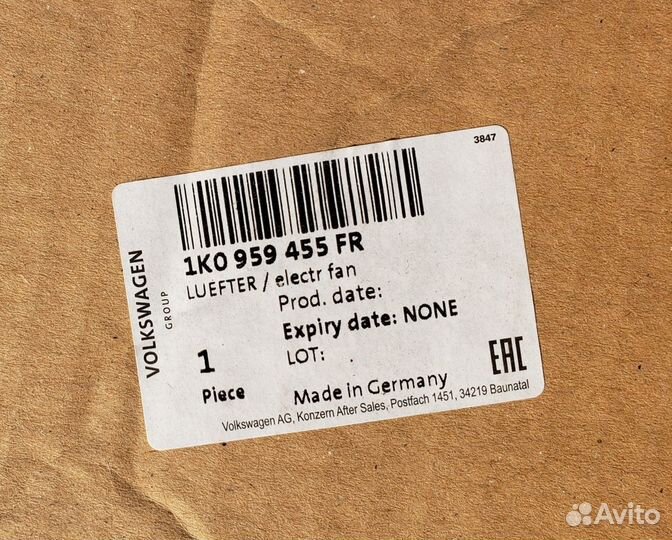 3847
VOLKSWAGEN
GROUP
1K0 959 455 FR
LUEFTER / electr fan
Prod. date:
Expiry date: NONE
LOT:
1
Piece
Made in Germany
EAC
Volkswagen AG, Konzern After Sales, Postfach 1451, 34219 Baunatal
Avito